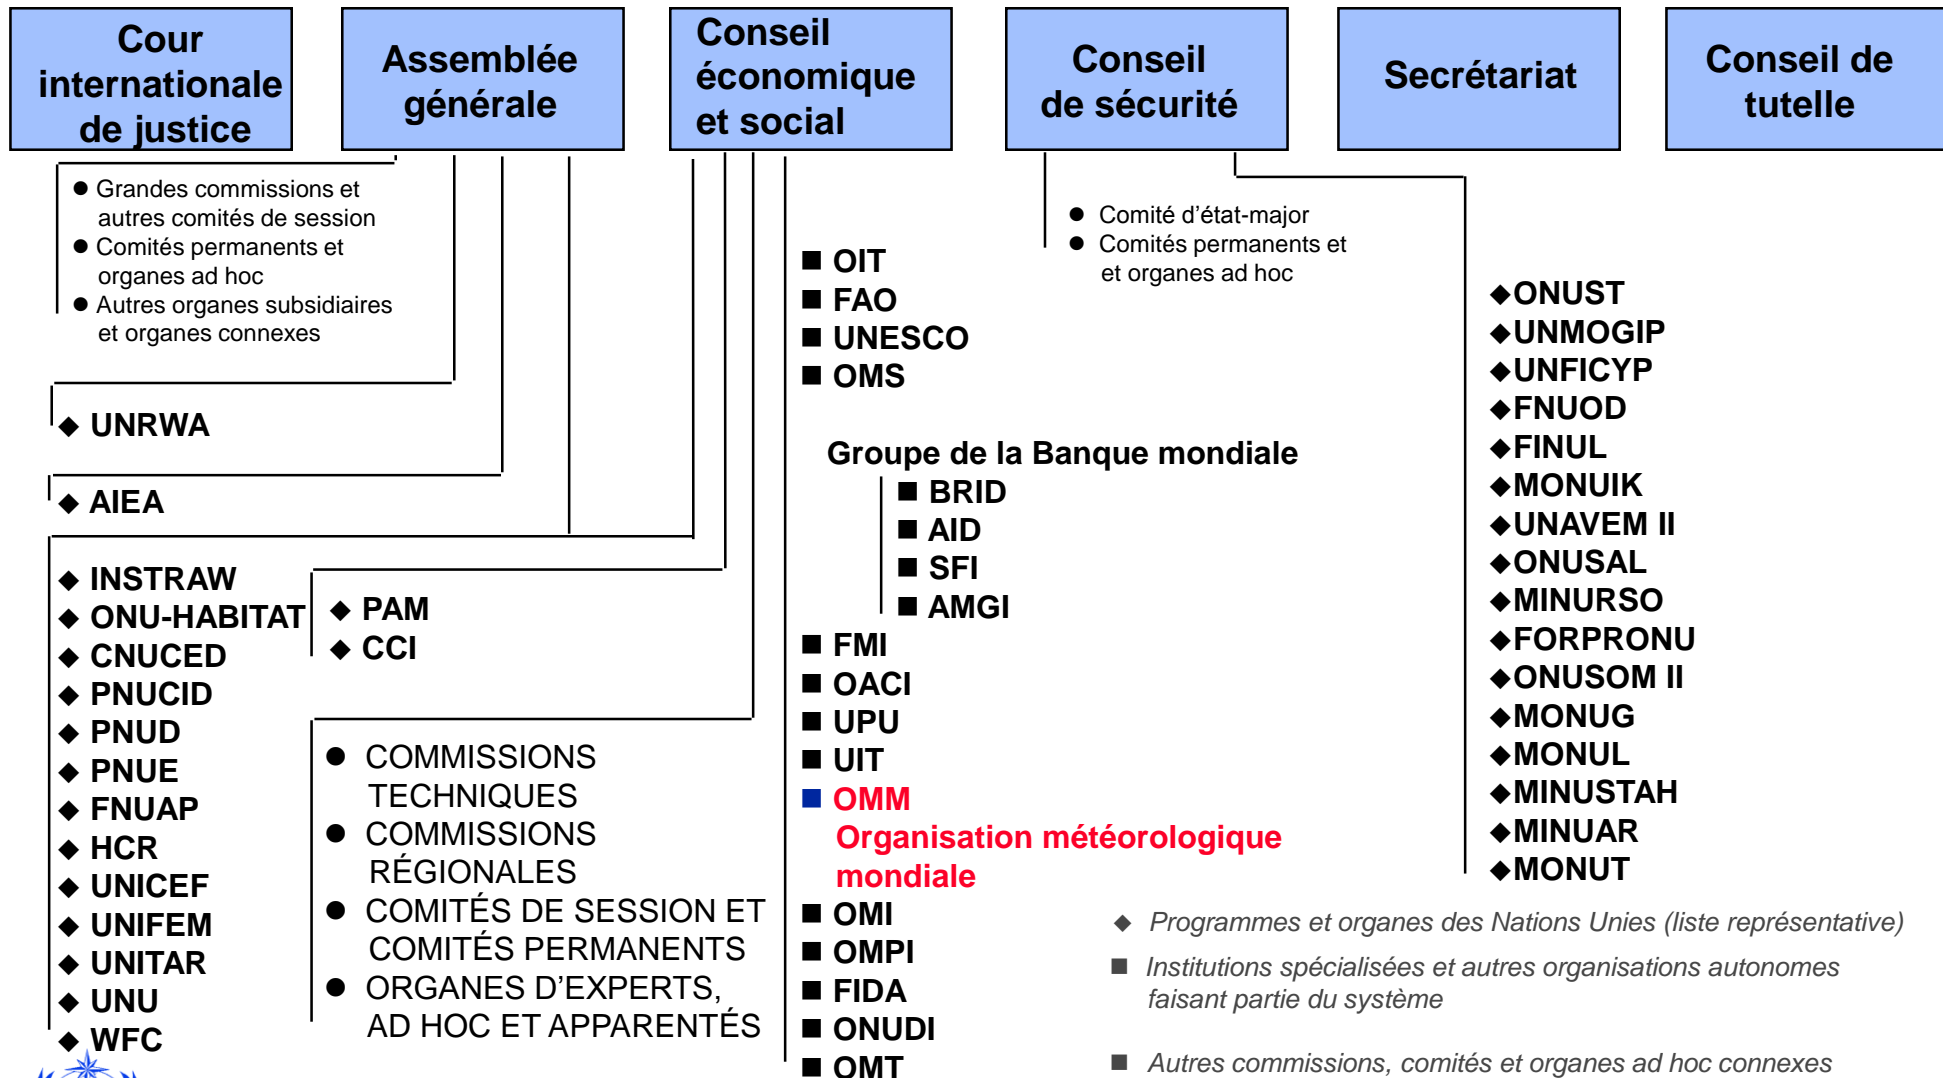 Cour
internationale
de justice
Assemblée
générale
Conseil
économique
et social
Conseil
de sécurité
Secrétariat
Conseil de
tutelle
● Grandes commissions et
autres comités de session
● Comités permanents et
organes ad hoc
● Autres organes subsidiaires
et organes connexes
◆ UNRWA
◆ AIEA
◆ INSTRAW
◆ ONU-HABITAT
◆ CNUCED
◆ PNUCID
◆ PNUD
◆ PNUE
◆ FNUAP
◆ HCR
◆ UNICEF
◆ UNIFEM
◆ UNITAR
◆ UNU
◆ WFC
◆ PAM
◆ CCI
● COMMISSIONS
TECHNIQUES
● COMMISSIONS
RÉGIONALES
● COMITÉS DE SESSION ET
COMITÉS PERMANENTS
● ORGANES D’EXPERTS,
AD HOC ET APPARENTÉS
■ OIT
■ FAO
■ UNESCO
■ OMS
Groupe de la Banque mondiale
■ BRID
■ AID
■ SFI
■ AMGI
■ FMI
■ OACI
■ UPU
■ UIT
■ OMM
Organisation météorologique
mondiale
■ OMI
■ OMPI
■ FIDA
■ ONUDI
■ OMT
● Comité d’état-major
● Comités permanents et
et organes ad hoc
◆ONUST
◆UNMOGIP
◆UNFICYP
◆FNUOD
◆FINUL
◆MONUIK
◆UNAVEM II
◆ONUSAL
◆MINURSO
◆FORPRONU
◆ONUSOM II
◆MONUG
◆MONUL
◆MINUSTAH
◆MINUAR
◆MONUT
◆ Programmes et organes des Nations Unies (liste représentative)
■ Institutions spécialisées et autres organisations autonomes
faisant partie du système
■ Autres commissions, comités et organes ad hoc connexes